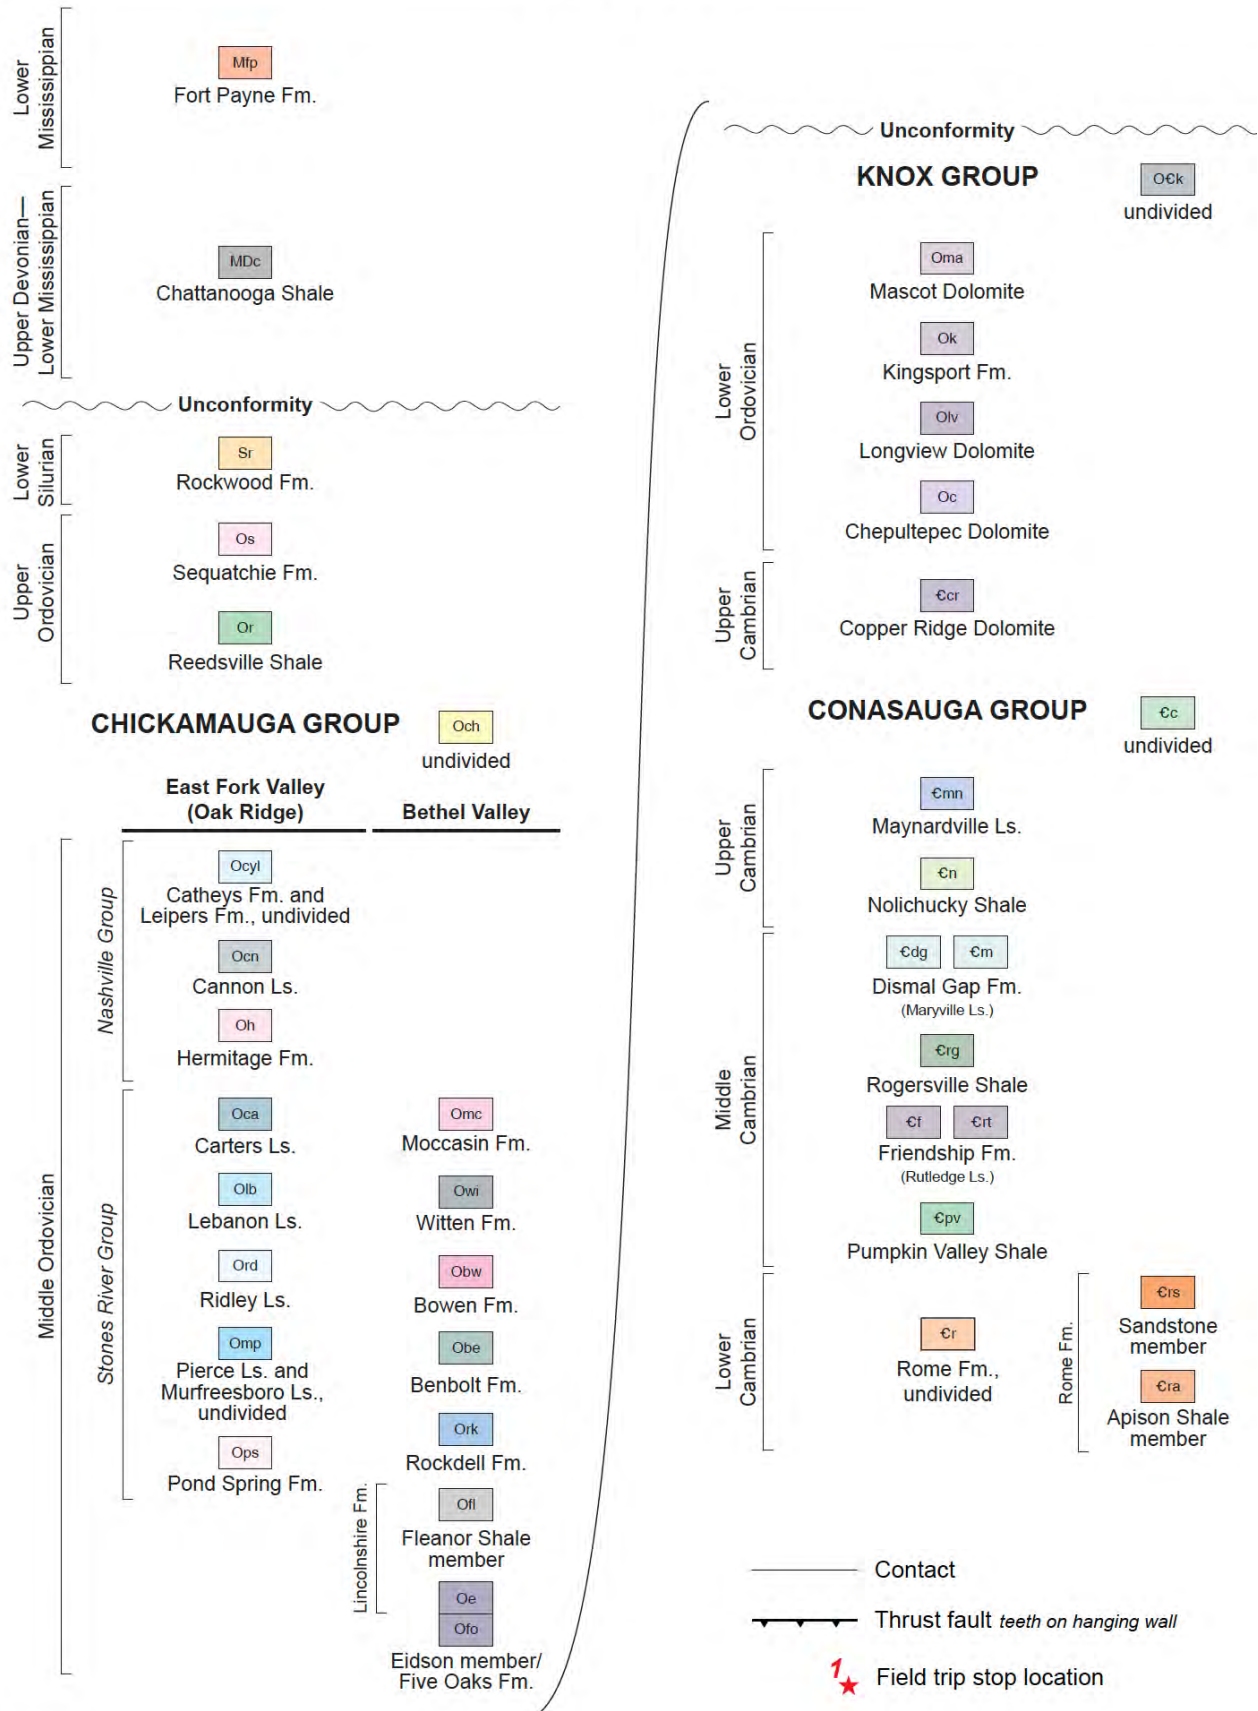 Lower
Mississippian
Mfp
Fort Payne Fm.
Upper Devonian—
Lower Mississippian
MDc
Chattanooga Shale
Unconformity
Lower
Silurian
Sr
Rockwood Fm.
Upper
Ordovician
Os
Sequatchie Fm.
Or
Reedsville Shale
CHICKAMAUGA GROUP
Och
undivided
East Fork Valley
(Oak Ridge)
Bethel Valley
Middle Ordovician
Nashville Group
Ocyl
Catheys Fm. and
Leipers Fm., undivided
Ocn
Cannon Ls.
Oh
Hermitage Fm.
Stones River Group
Oca
Carters Ls.
Olb
Lebanon Ls.
Ord
Ridley Ls.
Omp
Pierce Ls. and
Murfreesboro Ls.,
undivided
Ops
Pond Spring Fm.
Omc
Moccasin Fm.
Owi
Witten Fm.
Obw
Bowen Fm.
Obe
Benbolt Fm.
Ork
Rockdell Fm.
Lincolnshire Fm.
Ofl
Fleanor Shale
member
Oe
Ofo
Eidson member/
Five Oaks Fm.
Unconformity
KNOX GROUP
O€k
undivided
Lower
Ordovician
Oma
Mascot Dolomite
Ok
Kingsport Fm.
Olv
Longview Dolomite
Oc
Chepultepec Dolomite
Upper
Cambrian
€cr
Copper Ridge Dolomite
CONASAUGA GROUP
€c
undivided
Upper
Cambrian
€mn
Maynardville Ls.
€n
Nolichucky Shale
Middle
Cambrian
€dg €m
Dismal Gap Fm.
(Maryville Ls.)
€rg
Rogersville Shale
€f €rt
Friendship Fm.
(Rutledge Ls.)
€pv
Pumpkin Valley Shale
Lower
Cambrian
€r
Rome Fm.,
undivided
Rome Fm.
€rs
Sandstone
member
€ra
Apison Shale
member
Contact
Thrust fault teeth on hanging wall
1
Field trip stop location